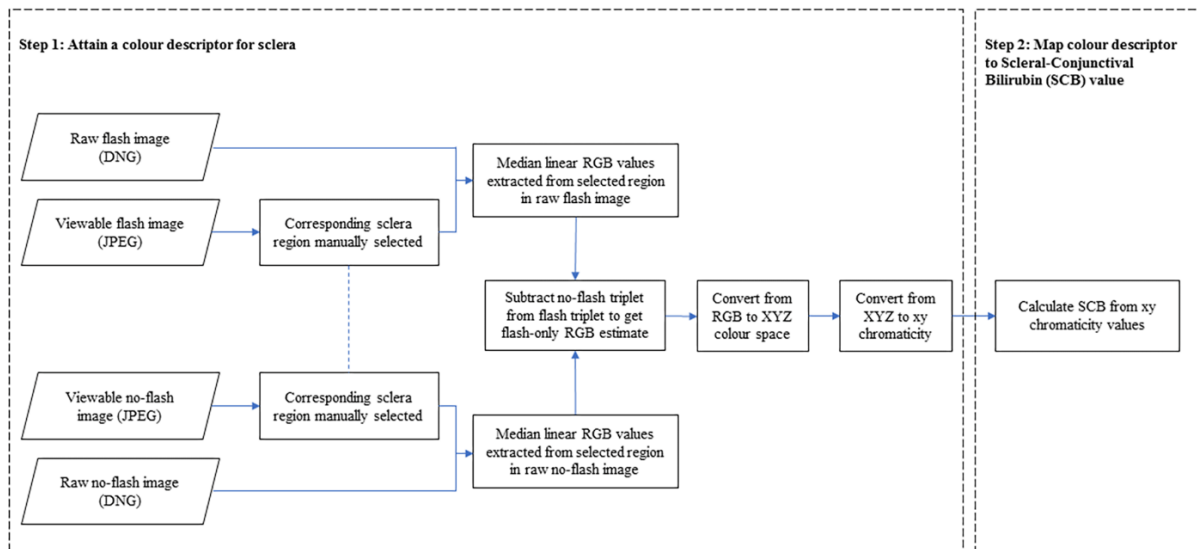 Step 1: Attain a colour descriptor for sclera
Raw flash image
(DNG)
Viewable flash image
(JPEG)
Corresponding sclera
region manually selected
Median linear RGB values
extracted from selected region
in raw flash image
Subtract no-flash triplet
from flash triplet to get
flash-only RGB estimate
Convert from
RGB to XYZ
colour space
Convert from
XYZ to xy
chromaticity
Viewable no-flash
image (JPEG)
Corresponding sclera
region manually selected
Raw no-flash image
(DNG)
Median linear RGB values
extracted from selected region
in raw no-flash image
Step 2: Map colour descriptor
to Scleral-Conjunctival
Bilirubin (SCB) value
Calculate SCB from xy
chromaticity values